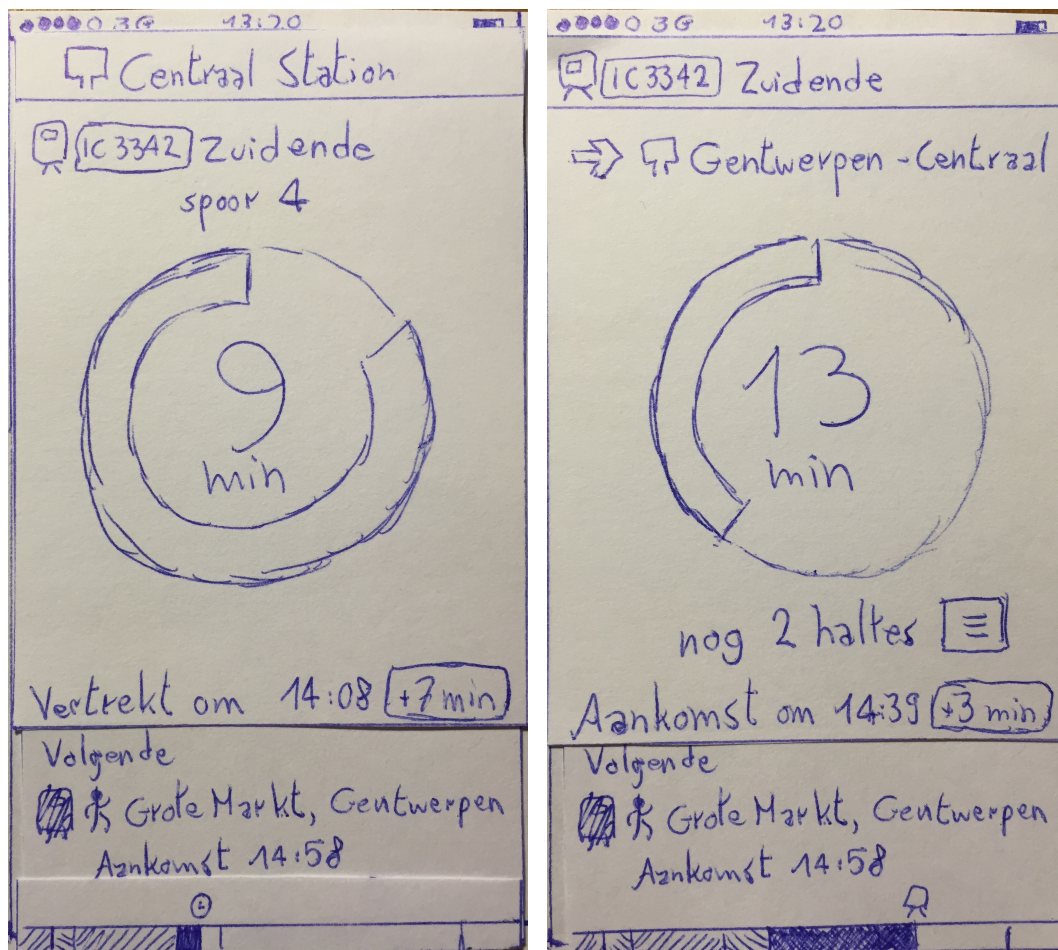 3G 13:20
Centraal Station
IC 3342 Zuidende
spoor 4
9
min
Vertrekt om 14:08 +7 min
Volgende
Grote Markt, Gentwerpen
Aankomst 14:58
3G 13:20
IC 3342 Zuidende
Gentwerpen - Centraal
13
min
nog 2 haltes
Aankomst om 14:39 +3 min
Volgende
Grote Markt, Gentwerpen
Aankomst 14:58